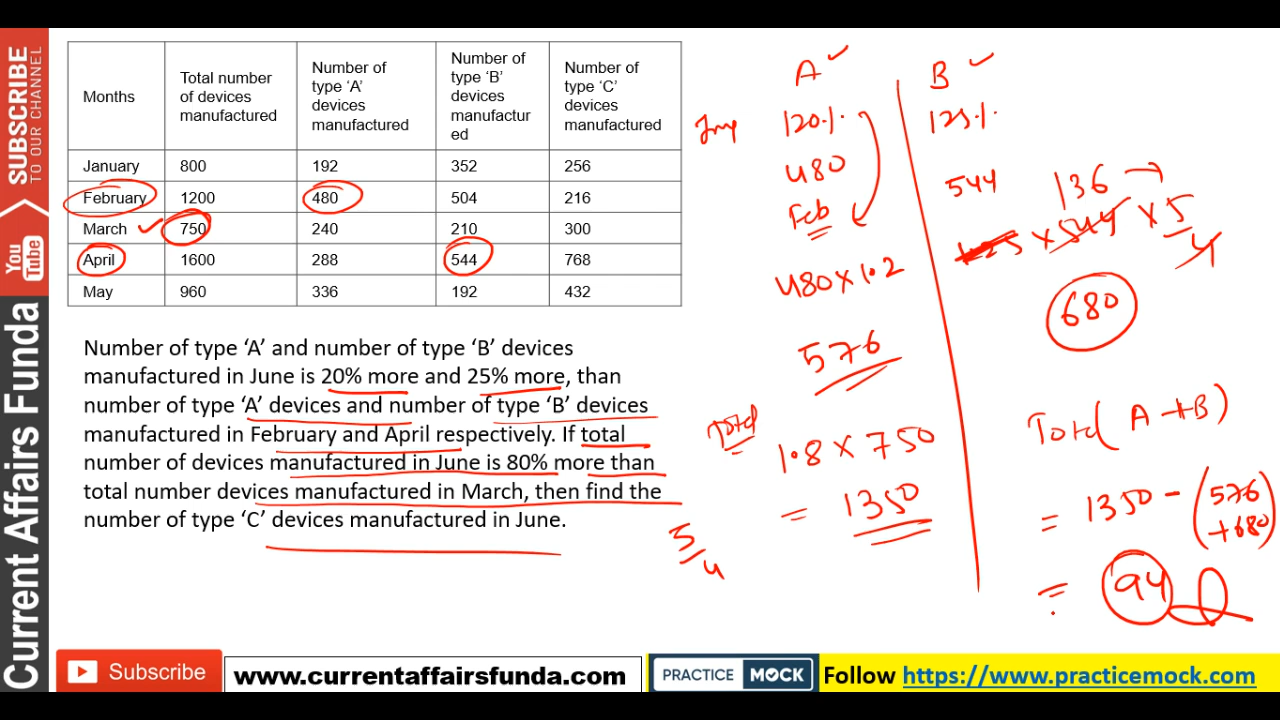 SUBSCRIBE
TO OUR CHANNEL
You
Tube
Current Affairs Funda
Months
Total number
of devices
manufactured
Number of
type ‘A’
devices
manufactured
Number of
type ‘B’
devices
manufactur
ed
Number of
type ‘C’
devices
manufactured
January 800 192 352 256
February 1200 480 504 216
March 750 240 210 300
April 1600 288 544 768
May 960 336 192 432
Number of type ‘A’ and number of type ‘B’ devices
manufactured in June is 20% more and 25% more, than
number of type ‘A’ devices and number of type ‘B’ devices
manufactured in February and April respectively. If total
number of devices manufactured in June is 80% more than
total number devices manufactured in March, then find the
number of type ‘C’ devices manufactured in June.
5/4
A
120%
480
Feb
480 x 1.2
576
Total
1.8 x 750
= 1350
B
125%
544
136
x 544 x 5/4
680
Total (A + B)
= 1350 - (576
+ 680)
= 94
Subscribe
www.currentaffairsfunda.com
PRACTICE MOCK
Follow https://www.practicemock.com